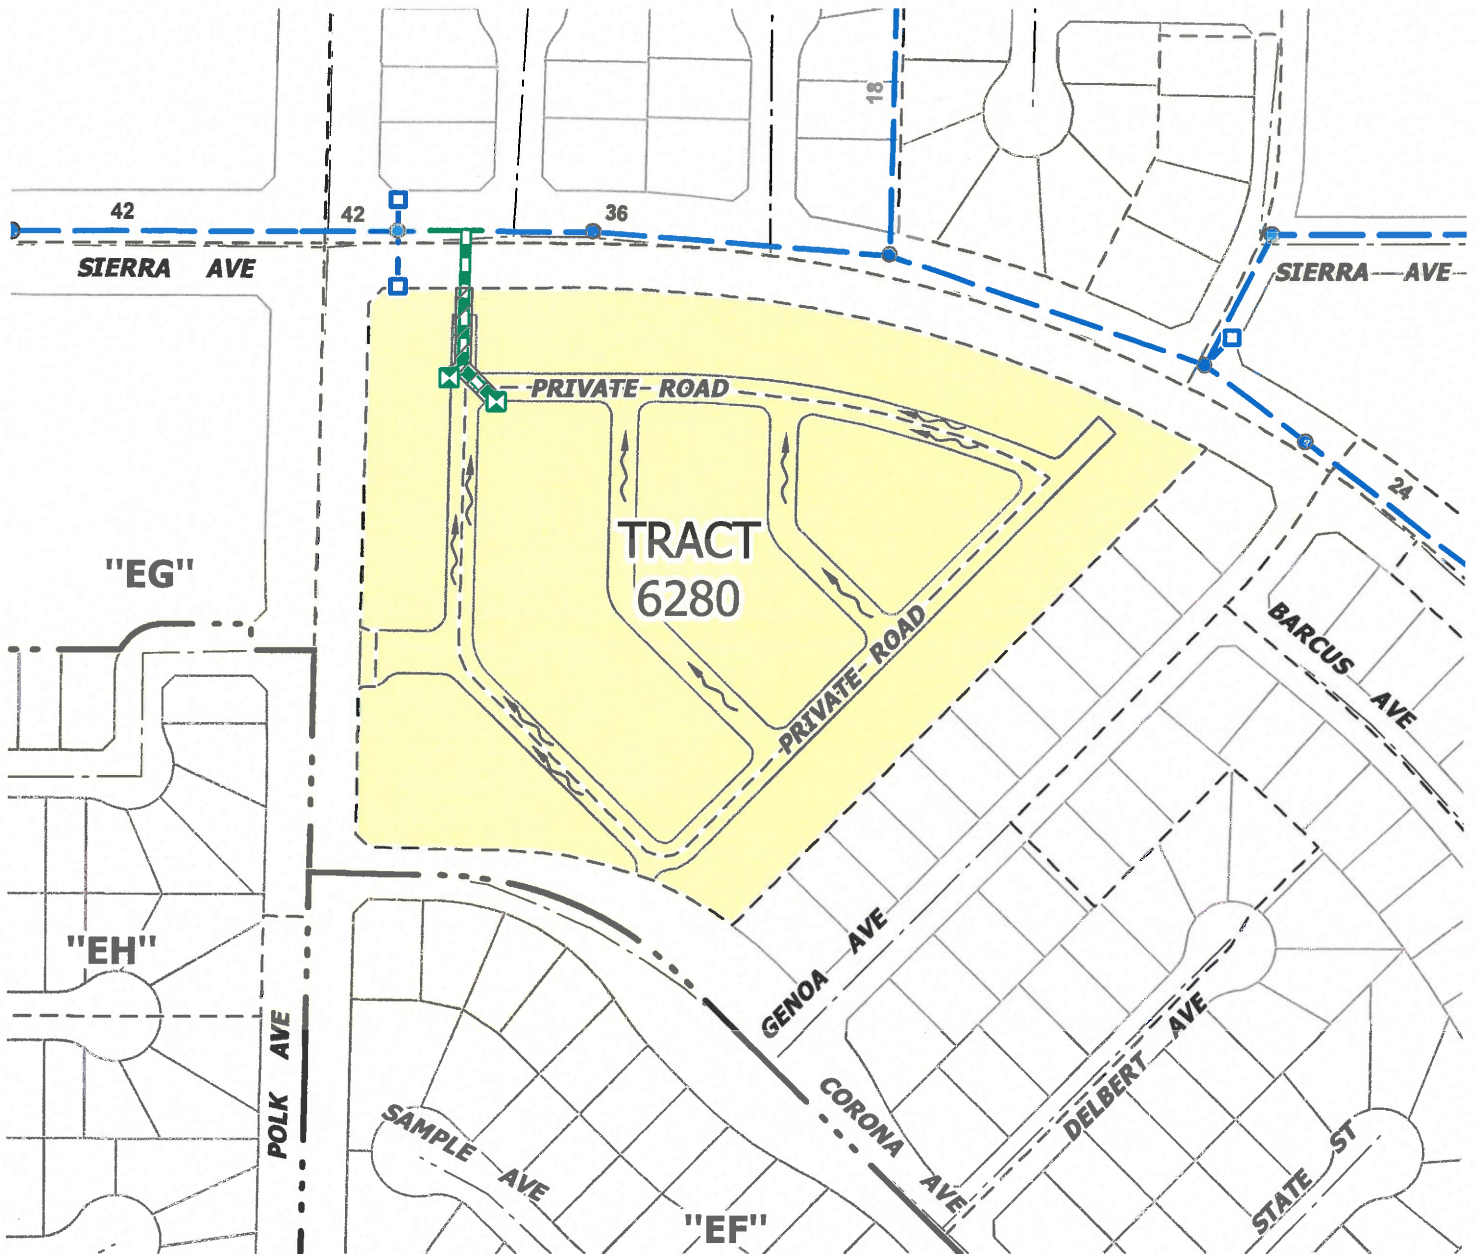 18
42
42
36
SIERRA AVE
SIERRA AVE
PRIVATE ROAD
24
TRACT
6280
"EG"
BARCUS AVE
PRIVATE ROAD
"EH"
GENOA AVE
POLK AVE
DELBERT AVE
CORONA AVE
SAMPLE AVE
STATE ST
"EF"